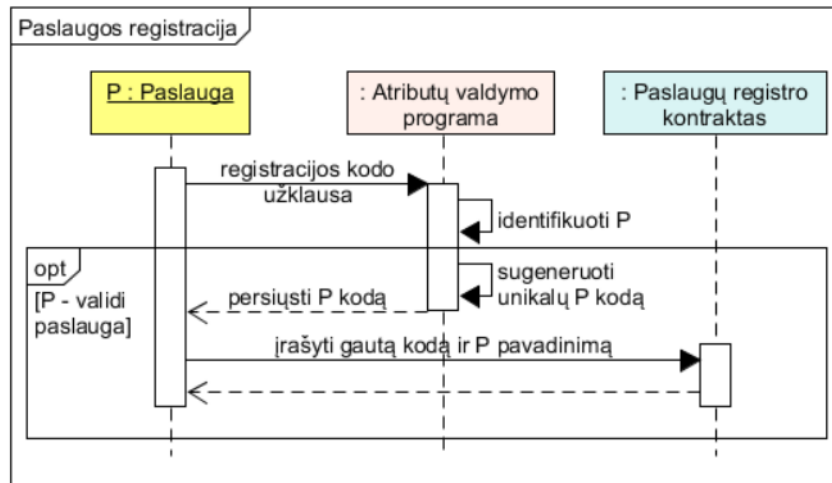 Paslaugos registracija
P : Paslauga
: Atributų valdymo
programa
: Paslaugų registro
kontraktas
registracijos kodo
užklausa
identifikuoti P
opt
[P - validi
paslauga]
sugeneruoti
unikalų P kodą
persiųsti P kodą
įrašyti gautą kodą ir P pavadinimą